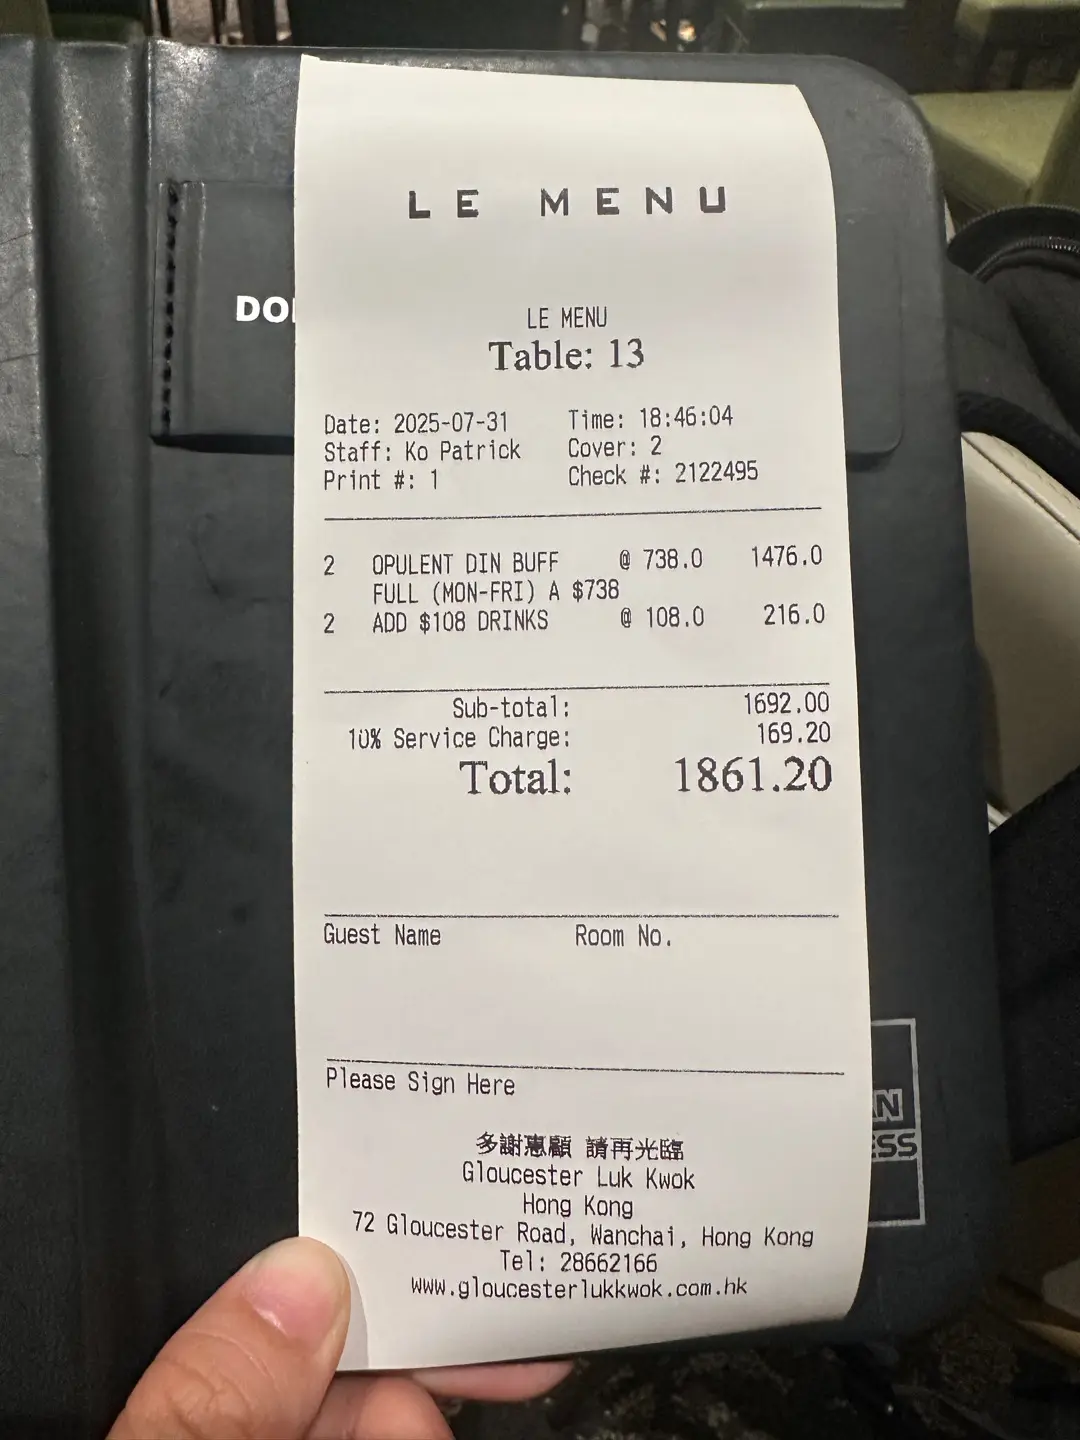 LE MENU
LE MENU
Table: 13
Date: 2025-07-31 Time: 18:46:04
Staff: Ko Patrick Cover: 2
Print #: 1 Check #: 2122495
2 OPULENT DIN BUFF @ 738.0 1476.0
FULL (MON-FRI) A $738
2 ADD $108 DRINKS @ 108.0 216.0
Sub-total: 1692.00
10% Service Charge: 169.20
Total: 1861.20
Guest Name Room No.
Please Sign Here
多謝惠顧 請再光臨
Gloucester Luk Kwok
Hong Kong
72 Gloucester Road, Wanchai, Hong Kong
Tel: 28662166
www.gloucesterlukkwok.com.hk